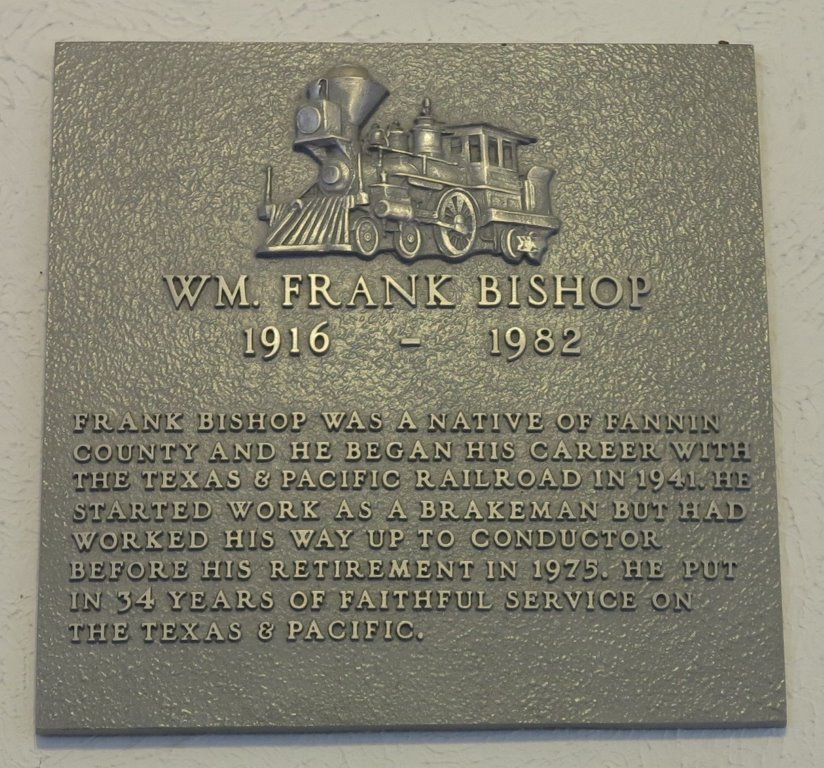 WM. FRANK BISHOP
1916 - 1982
FRANK BISHOP WAS A NATIVE OF FANNIN
COUNTY AND HE BEGAN HIS CAREER WITH
THE TEXAS & PACIFIC RAILROAD IN 1941. HE
STARTED WORK AS A BRAKEMAN BUT HAD
WORKED HIS WAY UP TO CONDUCTOR
BEFORE HIS RETIREMENT IN 1975. HE PUT
IN 34 YEARS OF FAITHFUL SERVICE ON
THE TEXAS & PACIFIC.